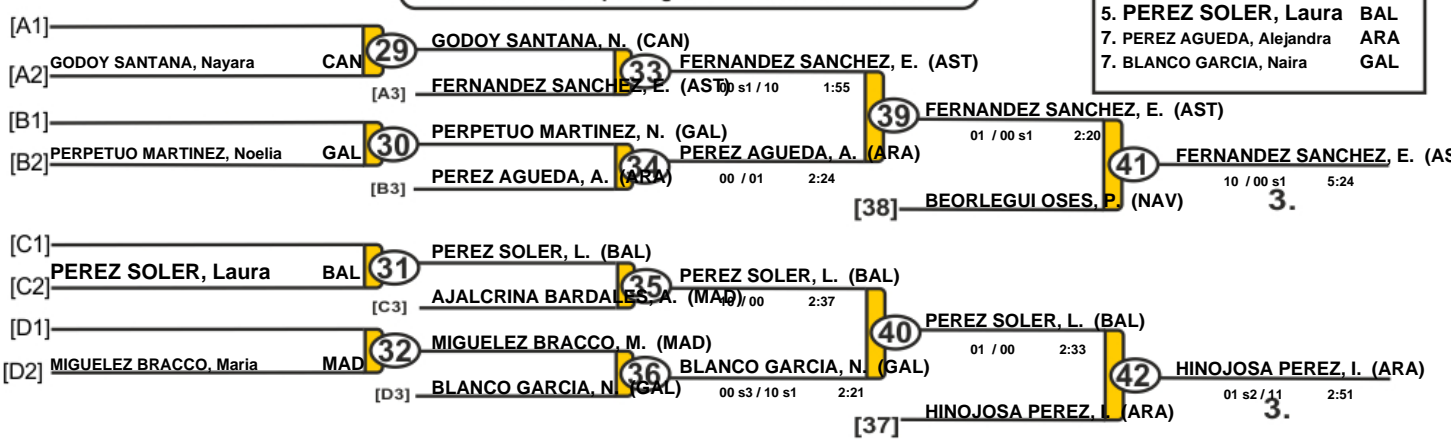 5. PEREZ SOLER, Laura BAL
7. PEREZ AGUEDA, Alejandra ARA
7. BLANCO GARCIA, Naira GAL
[A1]
[A2] GODOY SANTANA, Nayara CAN
29
GODOY SANTANA, N. (CAN)
[A3] FERNANDEZ SANCHEZ, E. (AST)
33
FERNANDEZ SANCHEZ, E. (AST)
00 s1 / 10 1:55
[B1]
[B2] PERPETUO MARTINEZ, Noelia GAL
30
PERPETUO MARTINEZ, N. (GAL)
[B3] PEREZ AGUEDA, A. (ARA)
34
PEREZ AGUEDA, A. (ARA)
00 / 01 2:24
39
FERNANDEZ SANCHEZ, E. (AST)
01 / 00 s1 2:20
[38] BEORLEGUI OSES, P. (NAV)
41
FERNANDEZ SANCHEZ, E. (AS
10 / 00 s1 5:24
3.
[C1]
[C2] PEREZ SOLER, Laura BAL
31
PEREZ SOLER, L. (BAL)
[C3] AJALCRINA BARDALES, A. (MAD)
35
PEREZ SOLER, L. (BAL)
10 / 00 2:37
[D1]
[D2] MIGUELEZ BRACCO, Maria MAD
32
MIGUELEZ BRACCO, M. (MAD)
[D3] BLANCO GARCIA, N. (GAL)
36
BLANCO GARCIA, N. (GAL)
00 s3 / 10 s1 2:21
40
PEREZ SOLER, L. (BAL)
01 / 00 2:33
[37] HINOJOSA PEREZ, I. (ARA)
42
HINOJOSA PEREZ, I. (ARA)
01 s2 / 11 2:51
3.